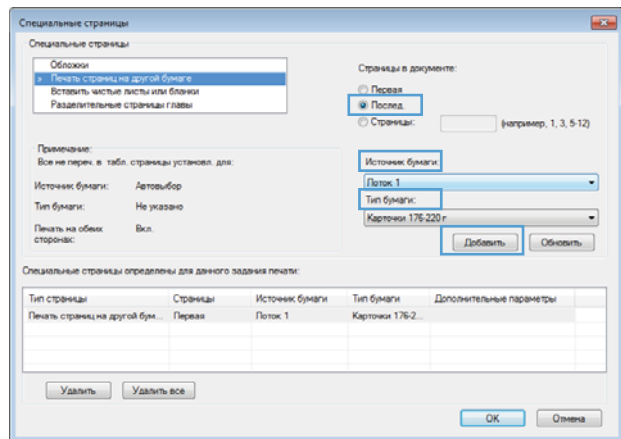 Специальные страницы
Специальные страницы
Обложки
» Печать страниц на другой бумаге
Вставить чистые листы или бланки
Разделительные страницы главы
Страницы в документе:
Первая
Послед.
Страницы: (например, 1, 3, 5-12)
Примечание:
Все не переч. в табл. страницы установл. для:
Источник бумаги: Автовыбор
Тип бумаги: Не указано
Печать на обеих сторонах: Вкл.
Источник бумаги:
Лоток 1
Тип бумаги:
Карточки 176-220 г
Добавить Обновить
Специальные страницы определены для данного задания печати:
Тип страницы Страницы Источник бумаги Тип бумаги Дополнительные параметры
Печать страниц на другой бум... Первая Лоток 1 Карточки 176-2...
Удалить Удалить все
OK Отмена